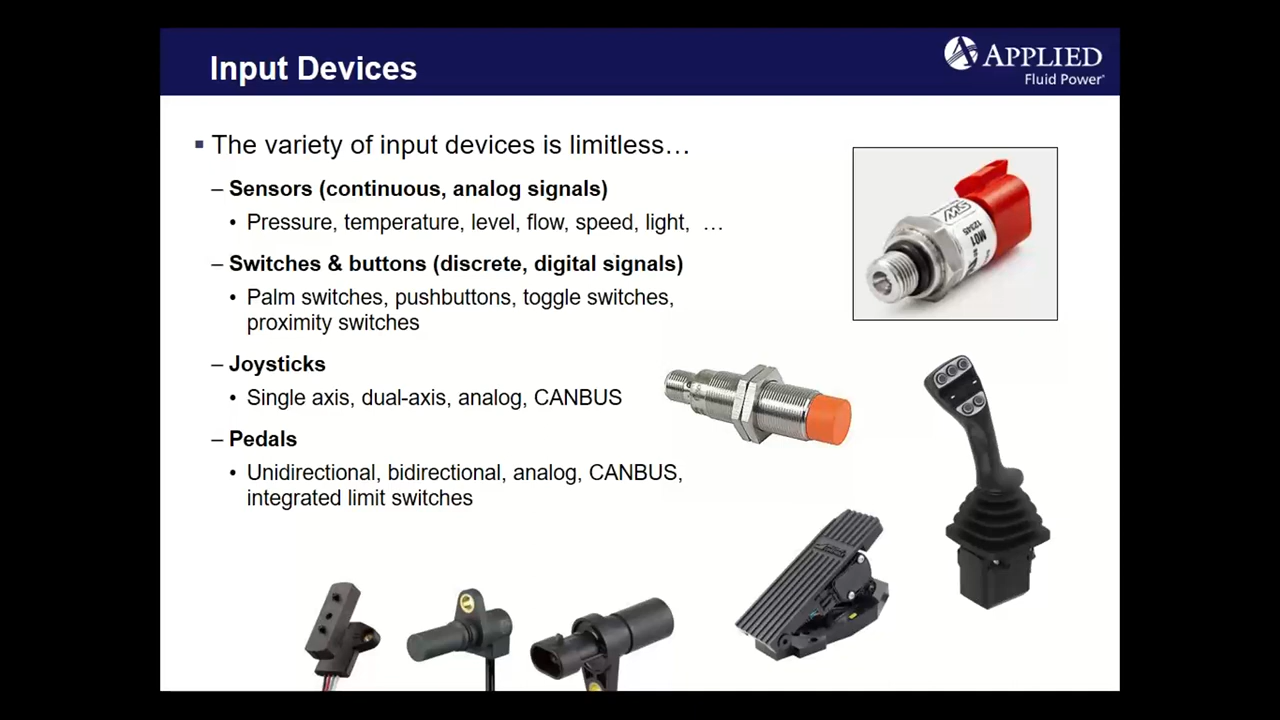 Input Devices
APPLIED
Fluid Power
▪ The variety of input devices is limitless…
– Sensors (continuous, analog signals)
• Pressure, temperature, level, flow, speed, light, …
– Switches & buttons (discrete, digital signals)
• Palm switches, pushbuttons, toggle switches,
proximity switches
– Joysticks
• Single axis, dual-axis, analog, CANBUS
– Pedals
• Unidirectional, bidirectional, analog, CANBUS,
integrated limit switches
12345
M01